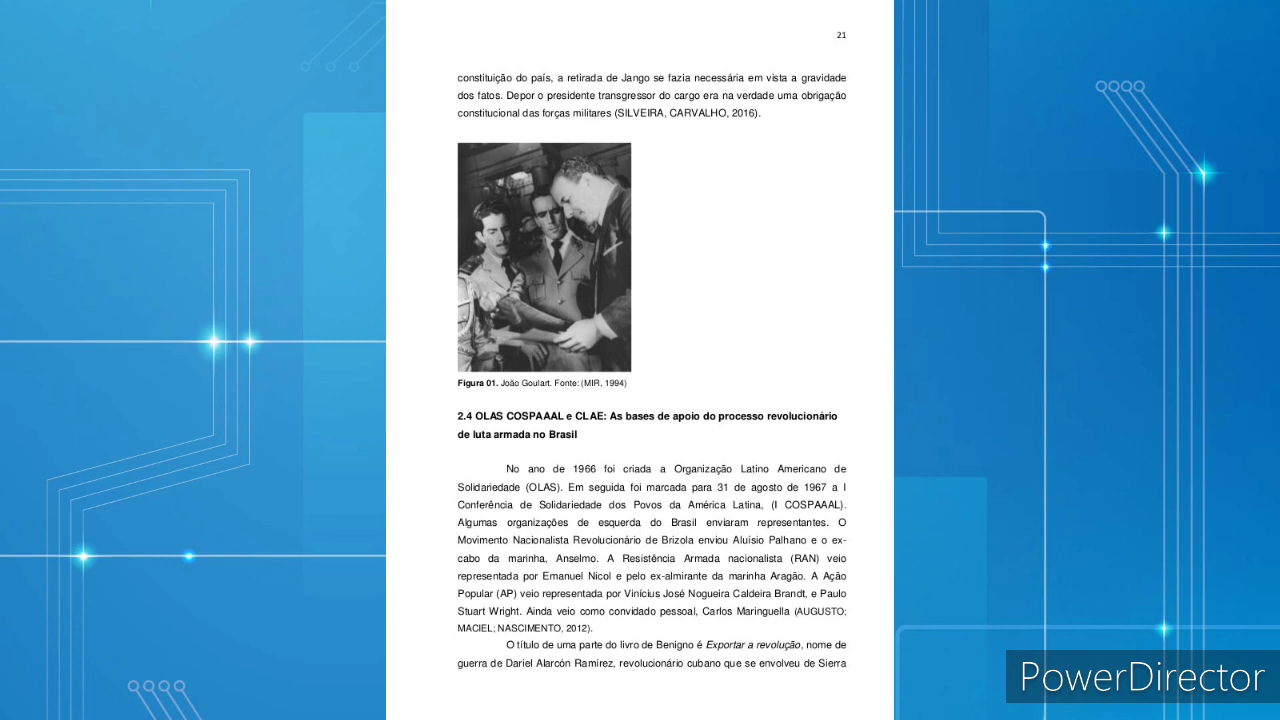 21
constituição do país, a retirada de Jango se fazia necessária em vista a gravidade
dos fatos. Depor o presidente transgressor do cargo era na verdade uma obrigação
constitucional das forças militares (SILVEIRA, CARVALHO, 2016).
Figura 01. João Goulart. Fonte: (MIR, 1994)
2.4 OLAS COSPAAAL e CLAE: As bases de apoio do processo revolucionário
de luta armada no Brasil
No ano de 1966 foi criada a Organização Latino Americano de
Solidariedade (OLAS). Em seguida foi marcada para 31 de agosto de 1967 a I
Conferência de Solidariedade dos Povos da América Latina, (I COSPAAAL).
Algumas organizações de esquerda do Brasil enviaram representantes. O
Movimento Nacionalista Revolucionário de Brizola enviou Aluísio Palhano e o ex-
cabo da marinha, Anselmo. A Resistência Armada nacionalista (RAN) veio
representada por Emanuel Nicol e pelo ex-almirante da marinha Aragão. A Ação
Popular (AP) veio representada por Vinícius José Nogueira Caldeira Brandt, e Paulo
Stuart Wright. Ainda veio como convidado pessoal, Carlos Maringuella (AUGUSTO;
MACIEL; NASCIMENTO, 2012).
O título de uma parte do livro de Benigno é Exportar a revolução, nome de
guerra de Dariel Alarcón Ramírez, revolucionário cubano que se envolveu de Sierra
PowerDirector